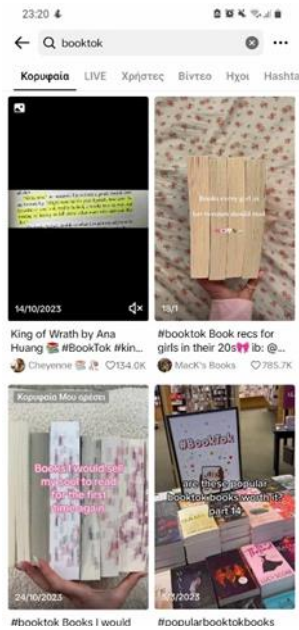 23:20
booktok
Κορυφαία LIVE Χρήστες Βίντεο Ήχοι Hashta
14/10/2023
13/1
King of Wrath by Ana
Huang #BookTok #kin...
Cheyenne 134.0K
#booktok Book recs for
girls in their 20s ib: @...
MacK's Books 785.7K
Κορυφαία Μου αρέσει
Books I would sell
my soul to read
for the first
time again
24/10/2023
#BookTok
are these popular
booktok books worth it?
part 14
5/3/2023
#booktok Books I would
#popularbooktokbooks